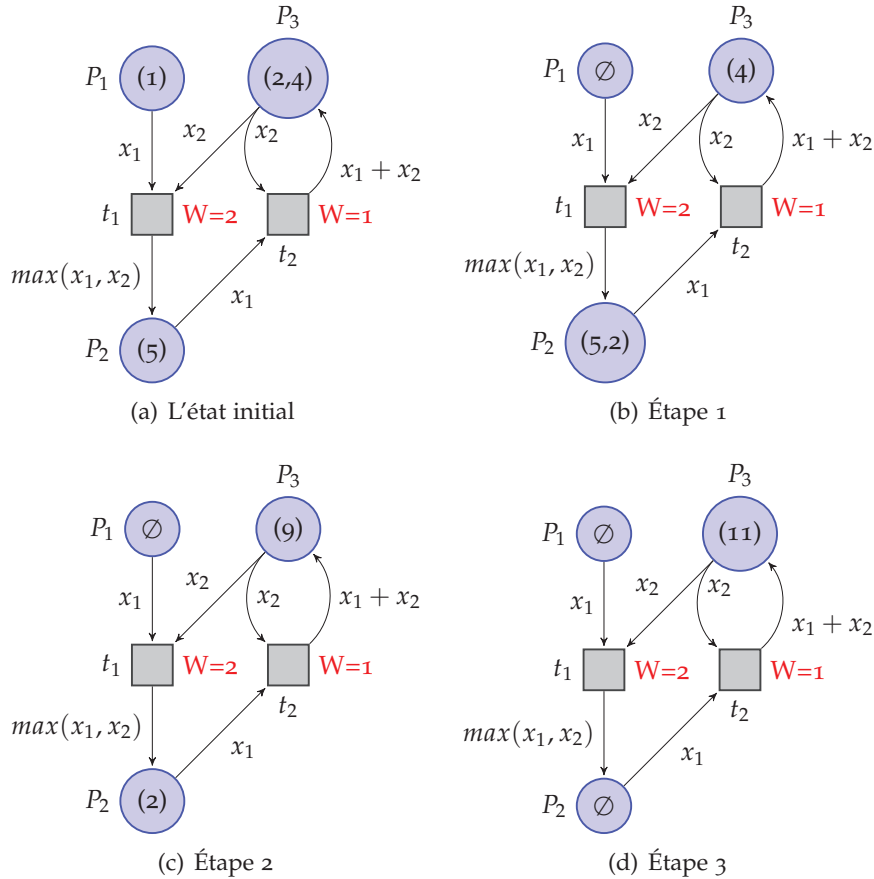 P₃
P₁ (1) (2,4)
x₁ x₂ x₂ x₁ + x₂
t₁ W=2 W=1
t₂
max(x₁, x₂) x₁
P₂ (5)
(a) L'état initial
P₃
P₁ ∅ (4)
x₁ x₂ x₂ x₁ + x₂
t₁ W=2 W=1
t₂
max(x₁, x₂) x₁
P₂ (5,2)
(b) Étape 1
P₃
P₁ ∅ (9)
x₁ x₂ x₂ x₁ + x₂
t₁ W=2 W=1
t₂
max(x₁, x₂) x₁
P₂ (2)
(c) Étape 2
P₃
P₁ ∅ (11)
x₁ x₂ x₂ x₁ + x₂
t₁ W=2 W=1
t₂
max(x₁, x₂) x₁
P₂ ∅
(d) Étape 3